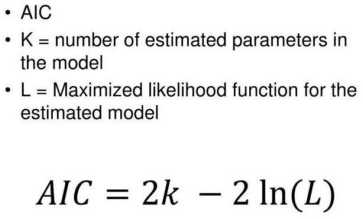 • AIC
• K = number of estimated parameters in
the model
• L = Maximized likelihood function for the
estimated model
AIC = 2k − 2 ln(L)